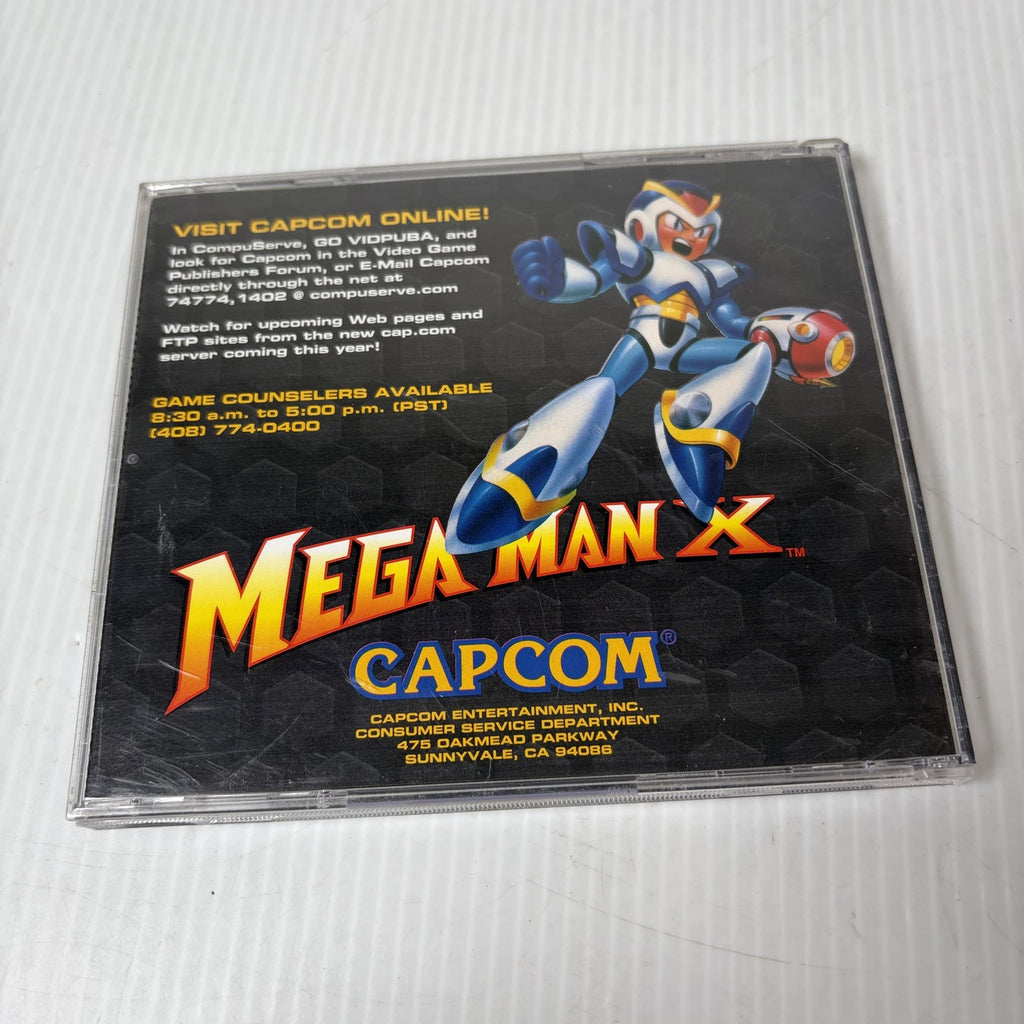 VISIT CAPCOM ONLINE!
In CompuServe, GO VIDPUBA, and
look for Capcom in the Video Game
Publishers Forum, or E-Mail Capcom
directly through the net at
74774,1402 @ compuserve.com
Watch for upcoming Web pages and
FTP sites from the new cap.com
server coming this year!
GAME COUNSELERS AVAILABLE
8:30 a.m. to 5:00 p.m. (PST)
(408) 774-0400
MEGA MAN X™
CAPCOM®
CAPCOM ENTERTAINMENT, INC.
CONSUMER SERVICE DEPARTMENT
475 OAKMEAD PARKWAY
SUNNYVALE, CA 94086